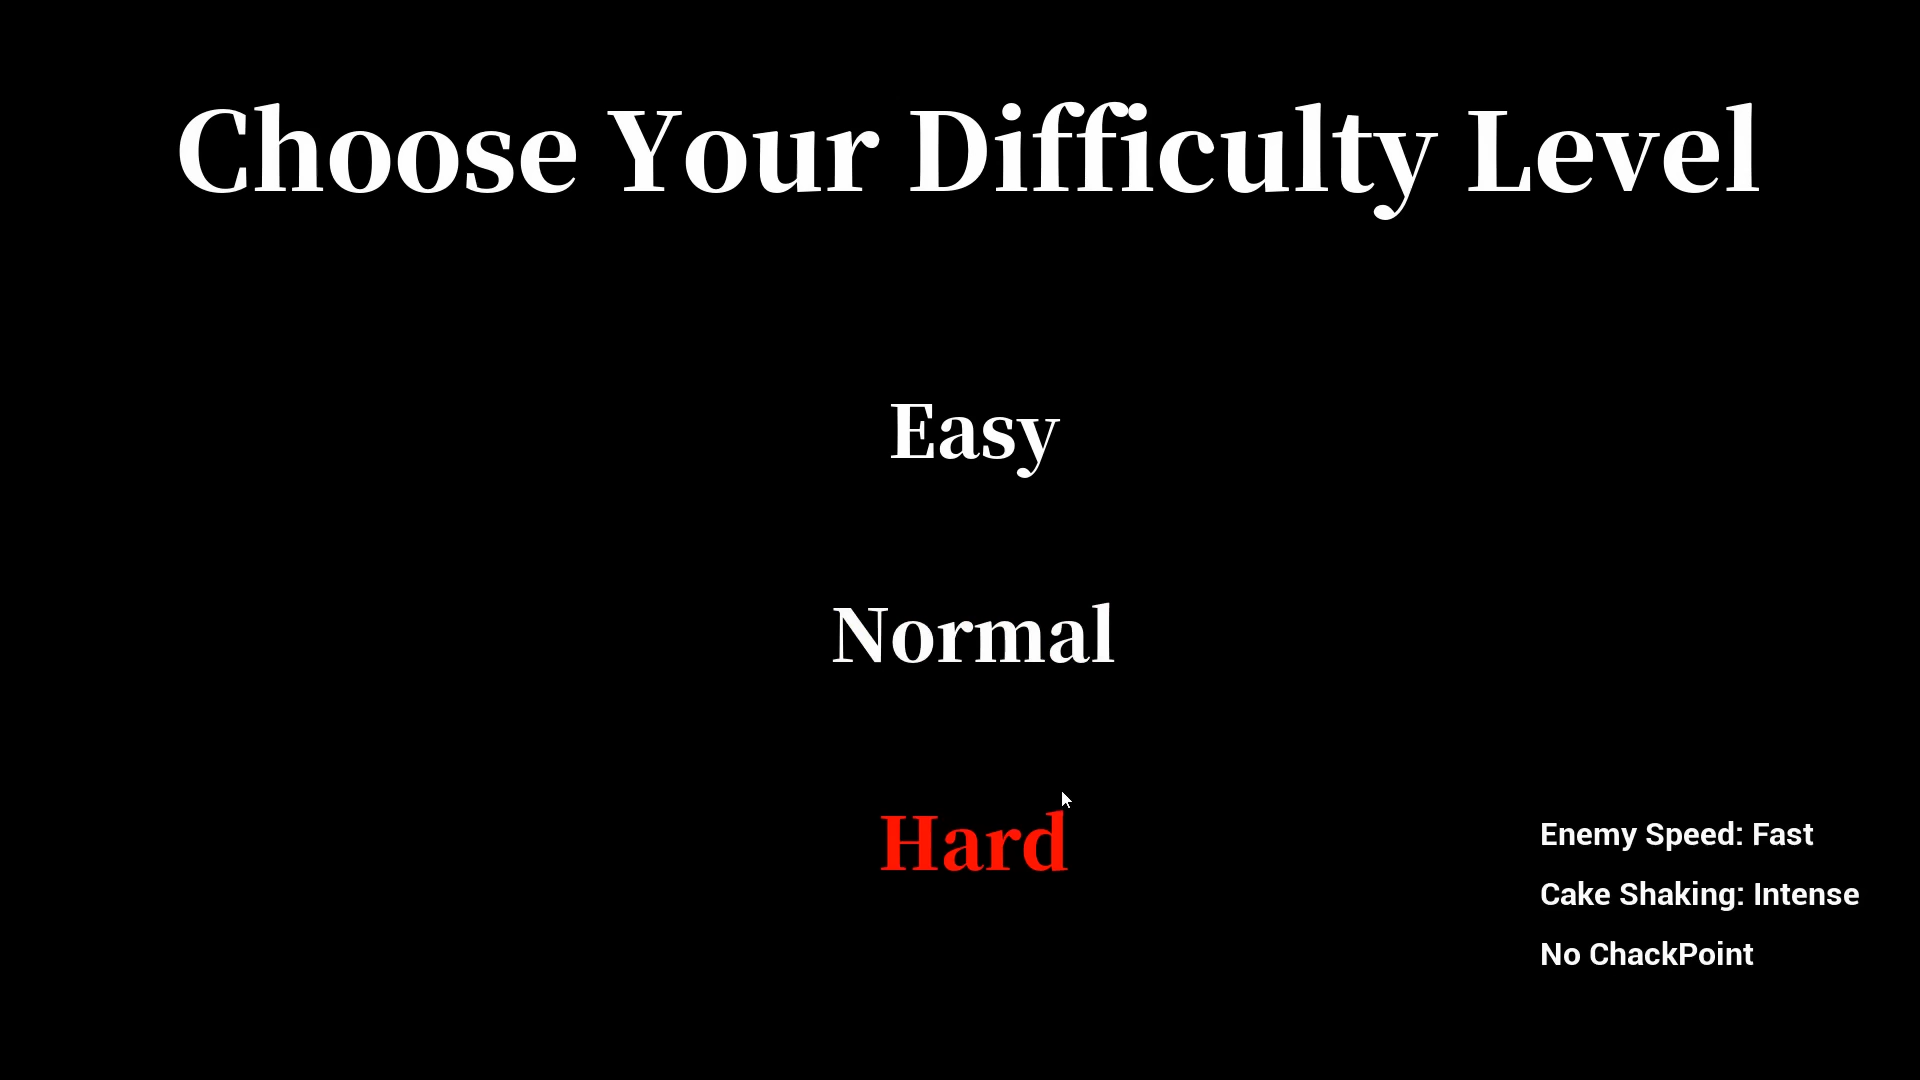 Choose Your Difficulty Level
Easy
Normal
Hard
Enemy Speed: Fast
Cake Shaking: Intense
No ChackPoint